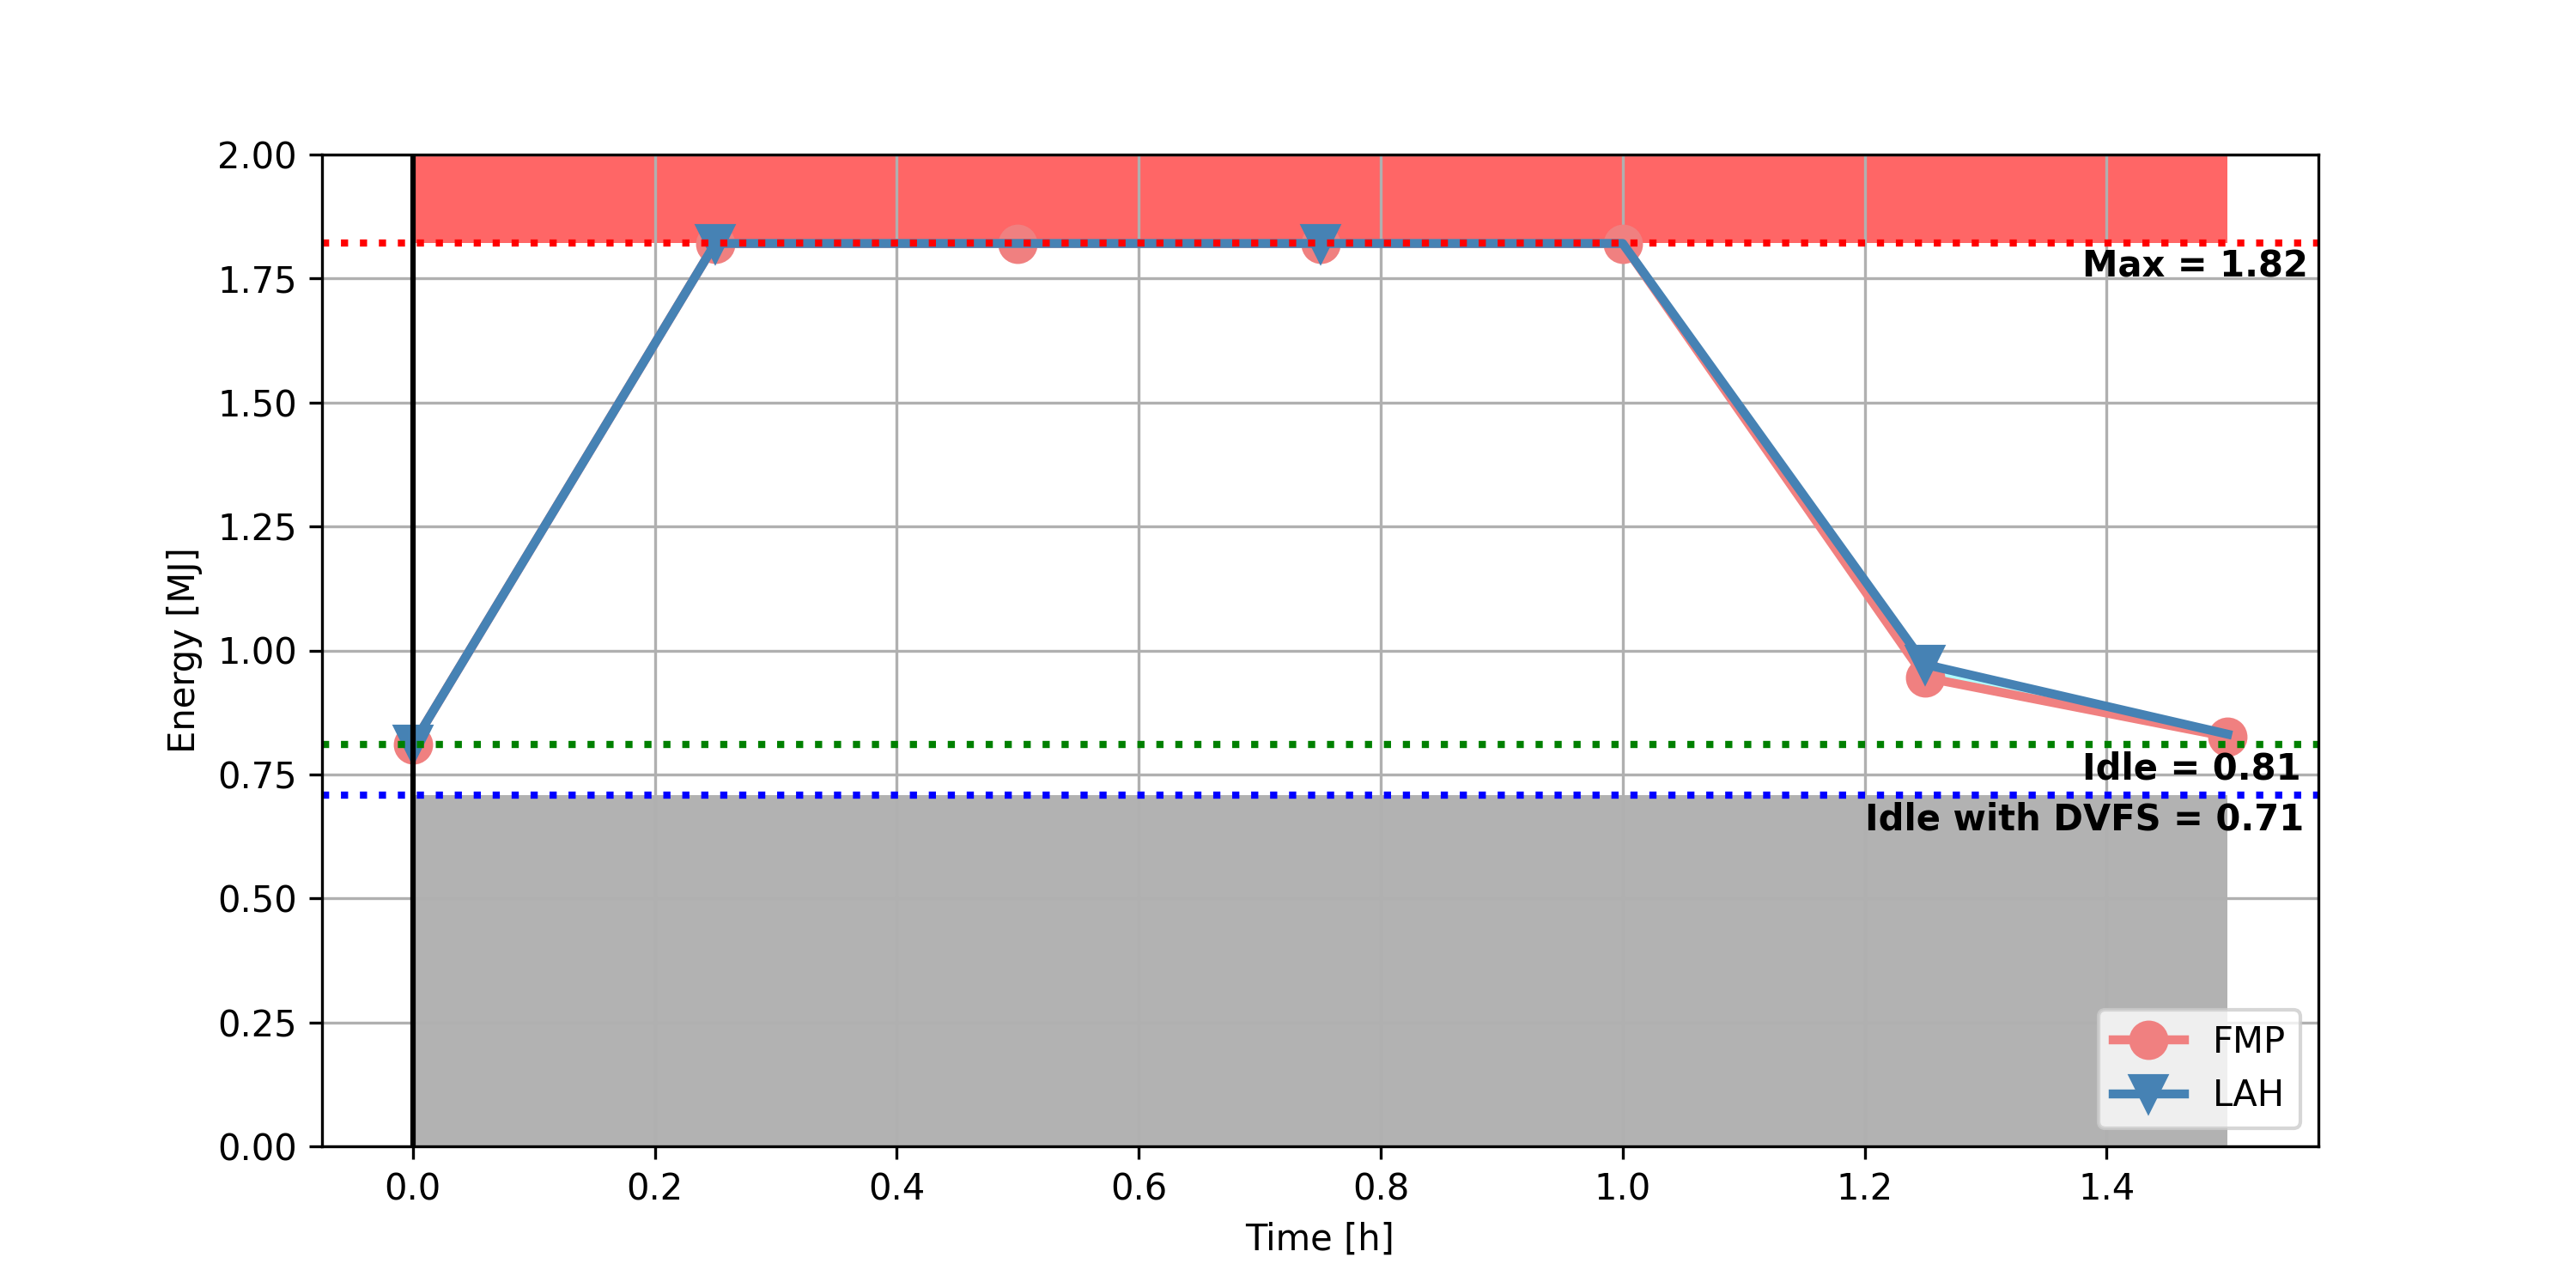 2.00
1.75
1.50
1.25
1.00
0.75
0.50
0.25
0.00
Energy [MJ]
Max = 1.82
Idle = 0.81
Idle with DVFS = 0.71
FMP
LAH
0.0 0.2 0.4 0.6 0.8 1.0 1.2 1.4
Time [h]